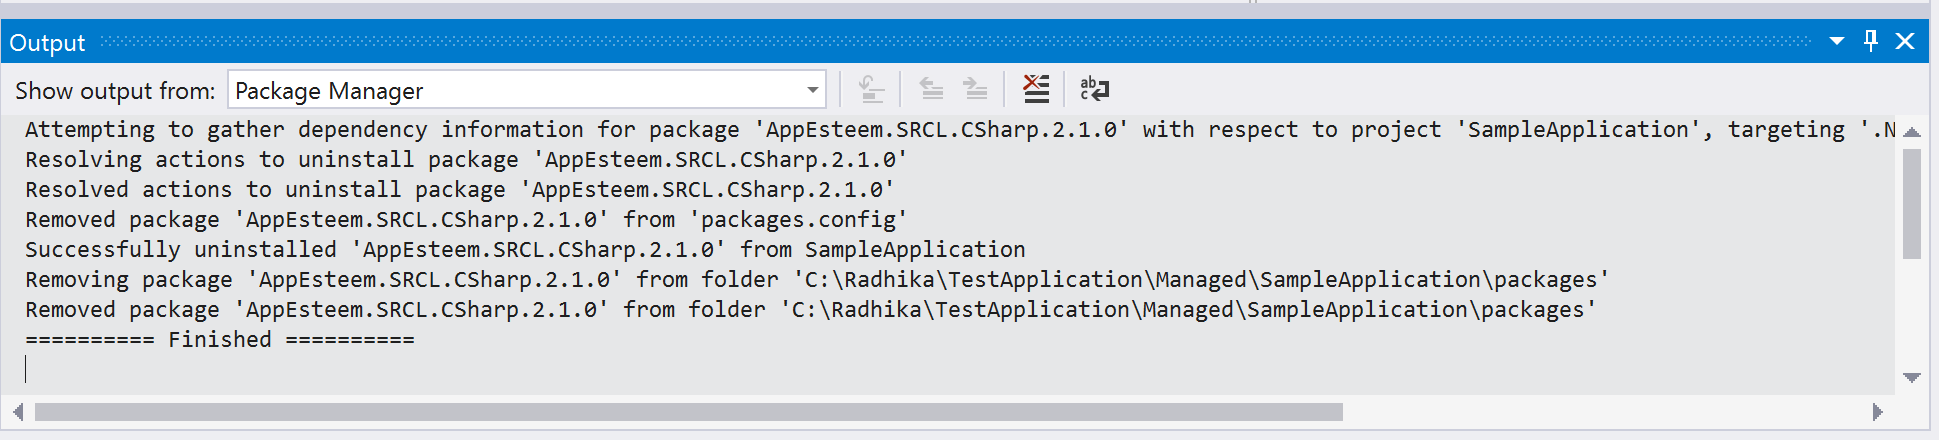 Output
Show output from: Package Manager
Attempting to gather dependency information for package 'AppEsteem.SRCL.CSharp.2.1.0' with respect to project 'SampleApplication', targeting '.N
Resolving actions to uninstall package 'AppEsteem.SRCL.CSharp.2.1.0'
Resolved actions to uninstall package 'AppEsteem.SRCL.CSharp.2.1.0'
Removed package 'AppEsteem.SRCL.CSharp.2.1.0' from 'packages.config'
Successfully uninstalled 'AppEsteem.SRCL.CSharp.2.1.0' from SampleApplication
Removing package 'AppEsteem.SRCL.CSharp.2.1.0' from folder 'C:\Radhika\TestApplication\Managed\SampleApplication\packages'
Removed package 'AppEsteem.SRCL.CSharp.2.1.0' from folder 'C:\Radhika\TestApplication\Managed\SampleApplication\packages'
========== Finished ==========